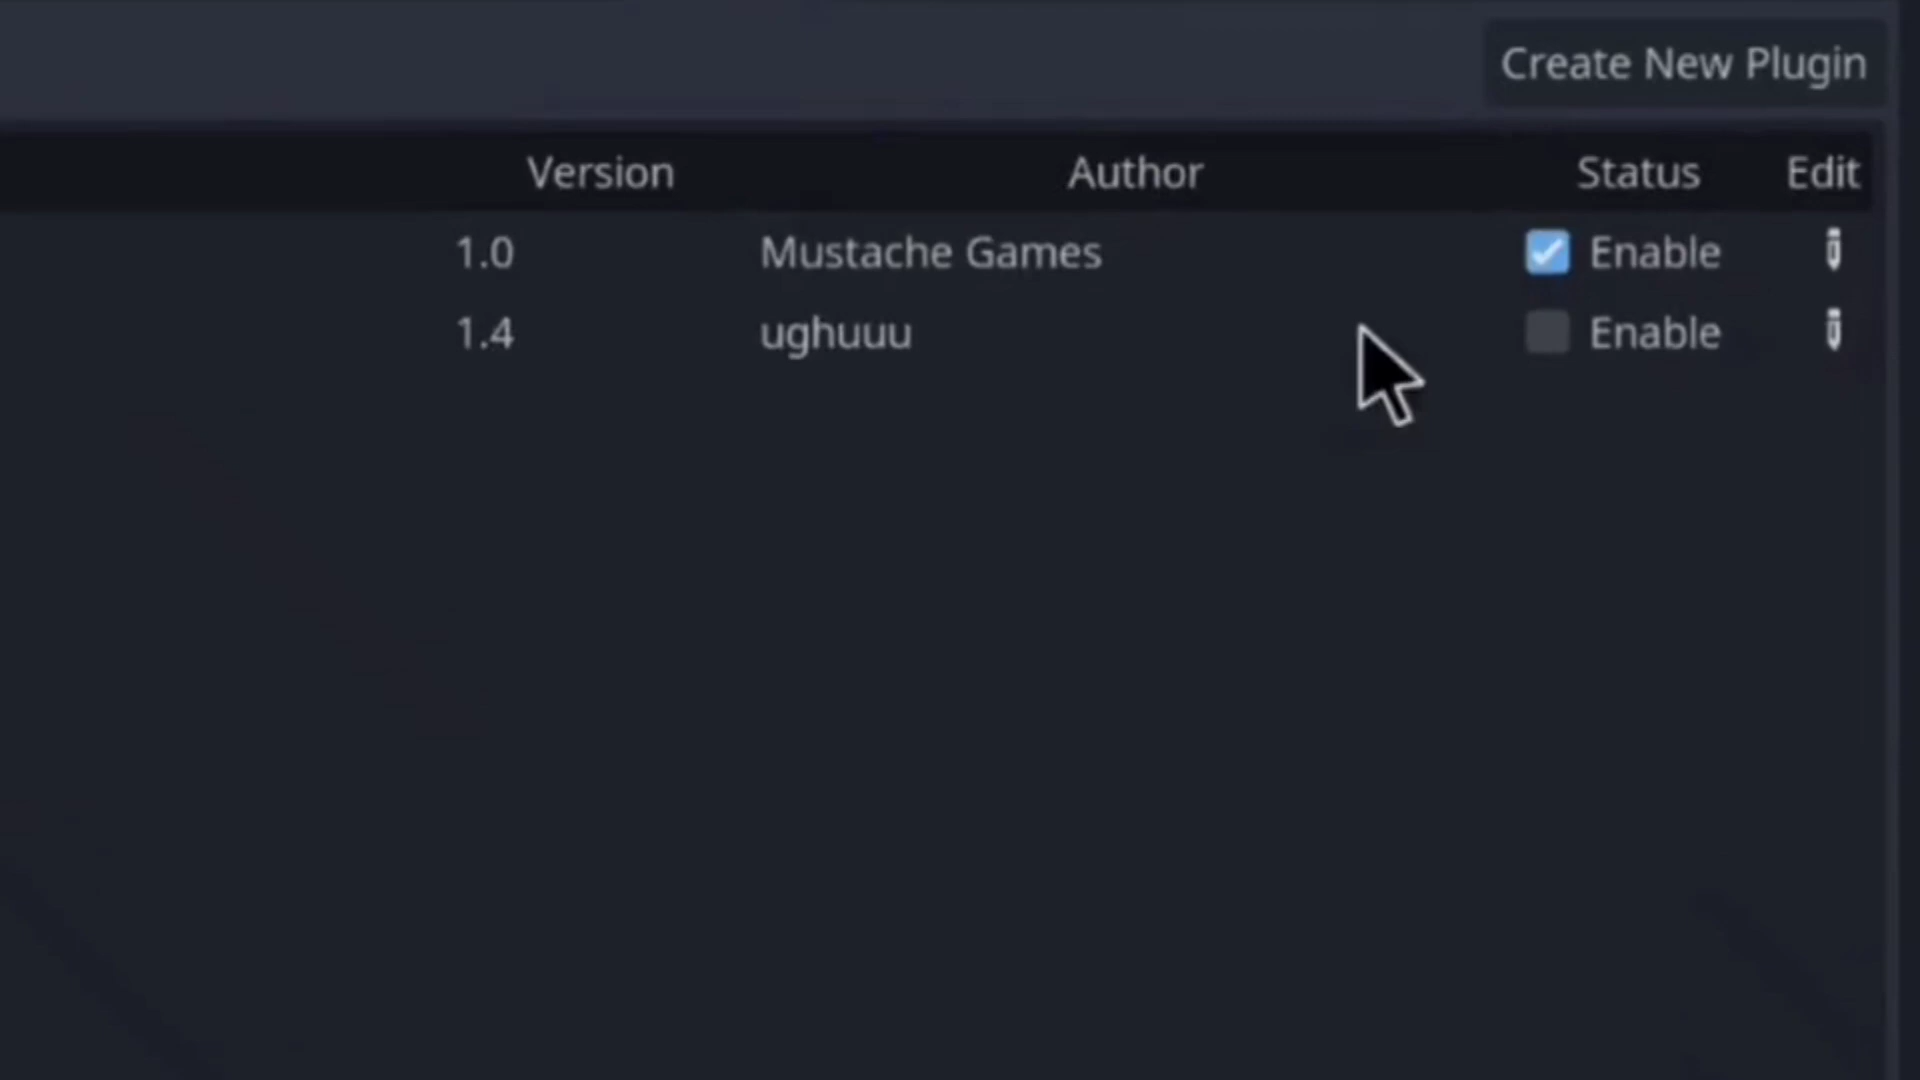 Create New Plugin
Version Author Status Edit
1.0 Mustache Games Enable
1.4 ughuuu Enable